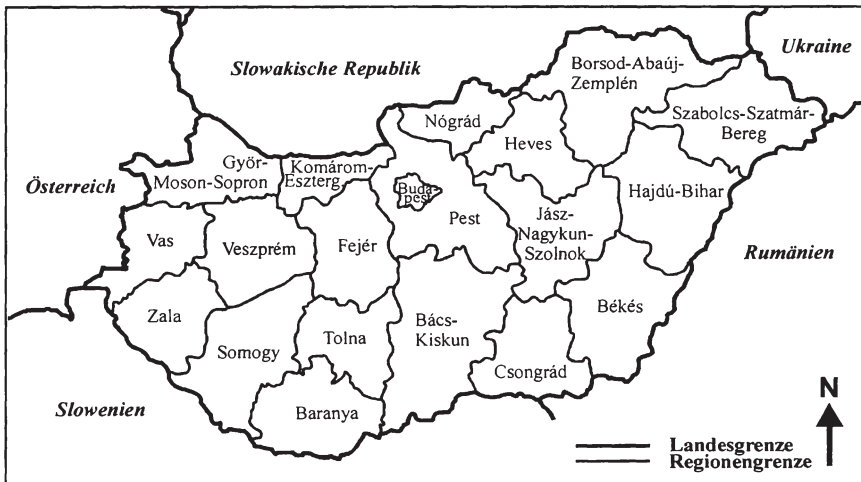 Ukraine
Borsod-Abaúj-
Zemplén
Slowakische Republik
Szabolcs-Szatmár-
Bereg
Nógrád
Heves
Györ-
Moson-Sopron
Komárom-
Eszterg
Österreich
Buda-
pest
Hajdú-Bihar
Pest
Jász-
Nagykun-
Szolnok
Vas
Veszprém
Fejér
Rumänien
Zala
Békés
Bács-
Kiskun
Tolna
Somogy
Csongrád
Slowenien
Baranya
N
Landesgrenze
Regionengrenze